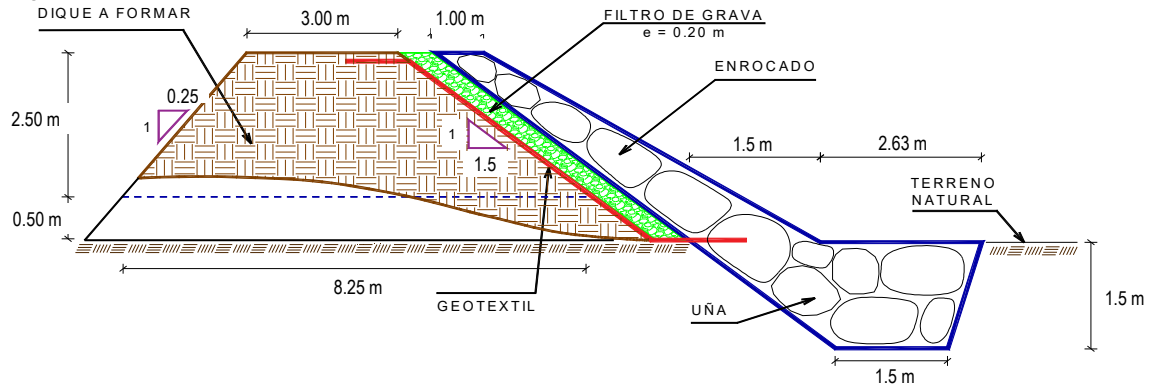 DIQUE A FORMAR
3.00 m
1.00 m
FILTRO DE GRAVA
e = 0.20 m
ENROCADO
0.25
1
2.50 m
1
1.5
1.5 m
2.63 m
TERRENO
NATURAL
0.50 m
8.25 m
GEOTEXTIL
UÑA
1.5 m
1.5 m